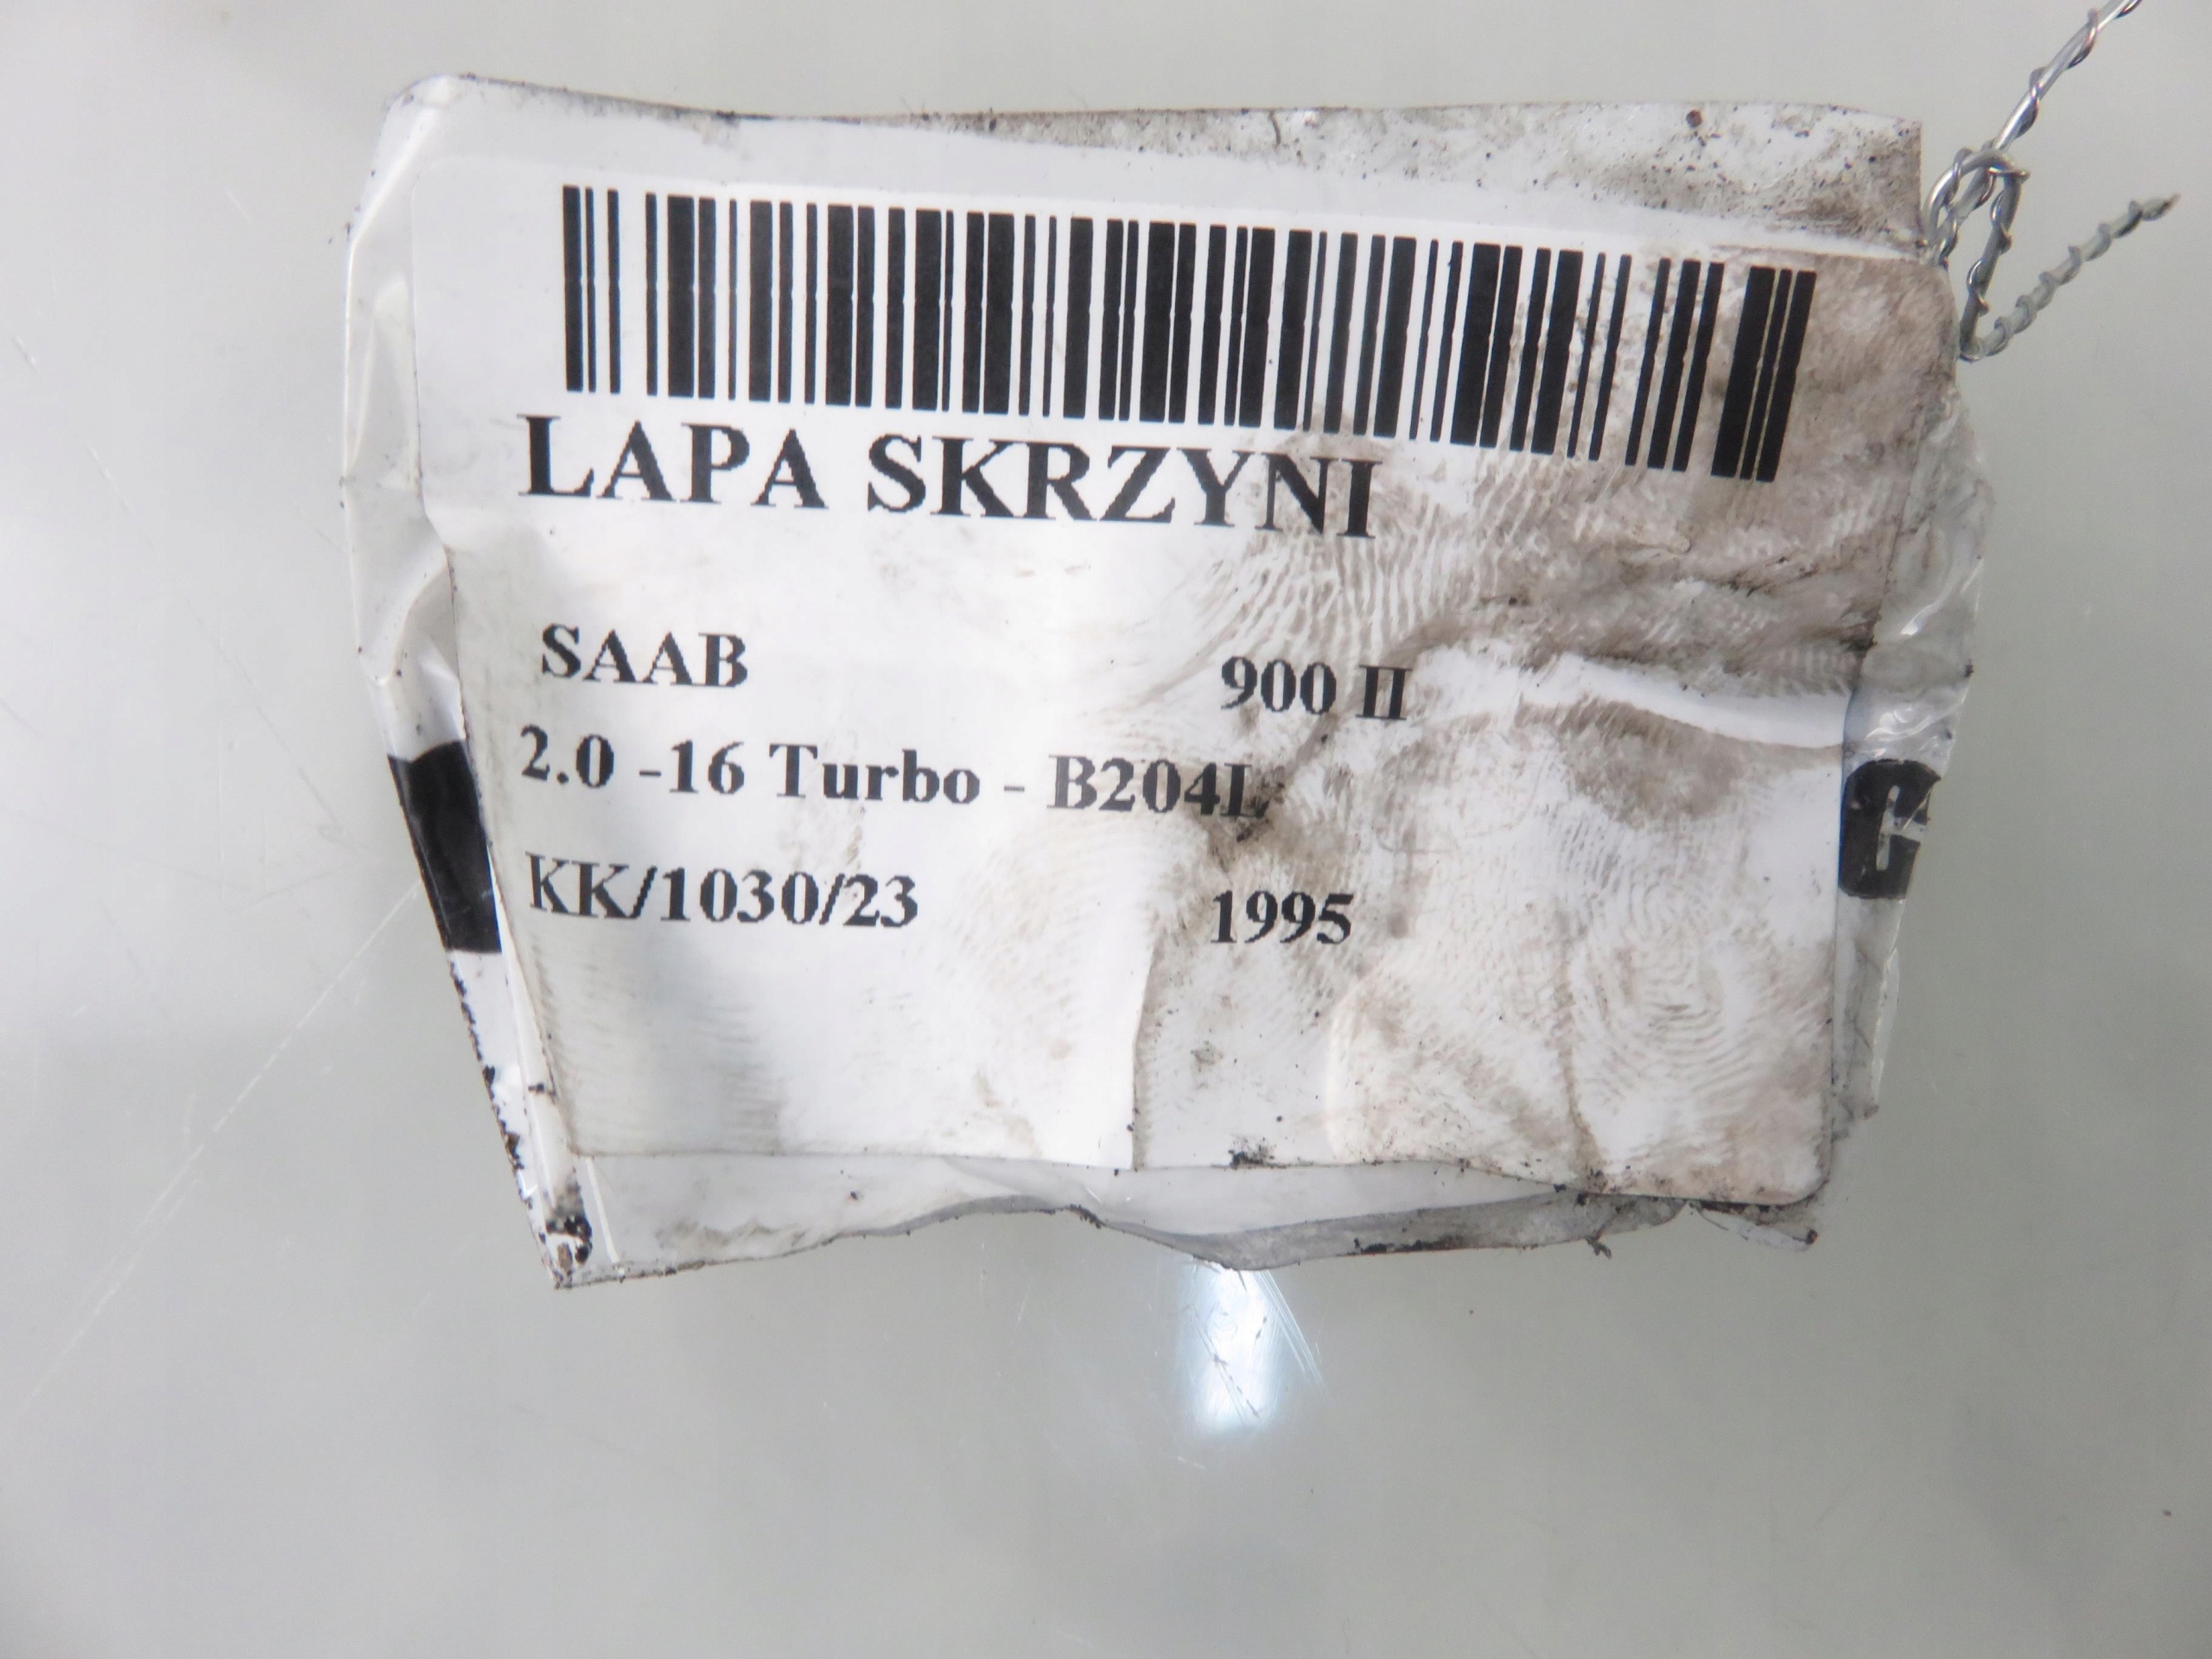 LAPA SKRZYNI
SAAB 900 II
2.0 -16 Turbo - B204L
KK/1030/23 1995